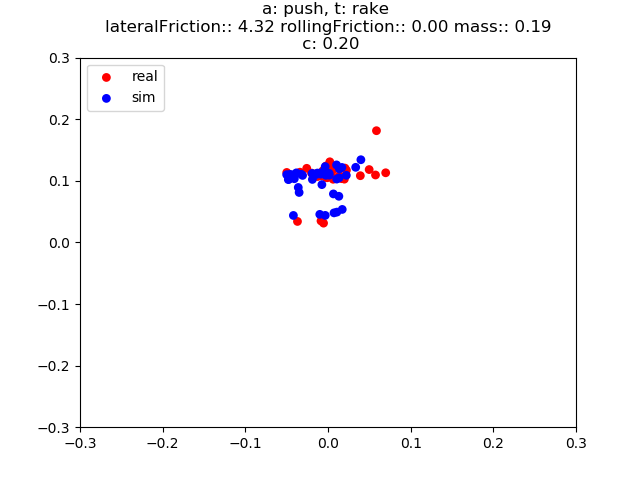 a: push, t: rake
lateralFriction:: 4.32 rollingFriction:: 0.00 mass:: 0.19
c: 0.20
real
sim
0.3
0.2
0.1
0.0
−0.1
−0.2
−0.3
−0.3 −0.2 −0.1 0.0 0.1 0.2 0.3